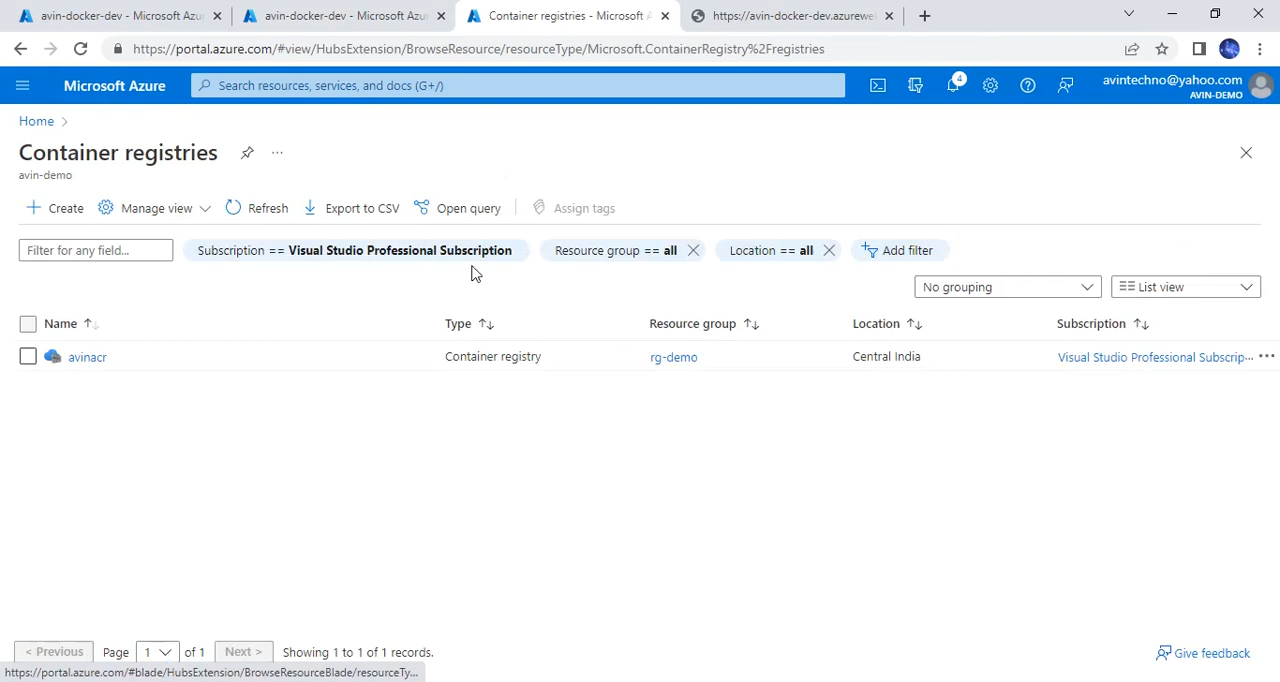 avin-docker-dev - Microsoft Azu
avin-docker-dev - Microsoft Azu
Container registries - Microsoft A
https://avin-docker-dev.azurewe
https://portal.azure.com/#view/HubsExtension/BrowseResource/resourceType/Microsoft.ContainerRegistry%2Fregistries
Microsoft Azure
Search resources, services, and docs (G+/)
4
avintechno@yahoo.com
AVIN-DEMO
Home >
Container registries
...
avin-demo
+ Create
Manage view
Refresh
Export to CSV
Open query
Assign tags
Filter for any field...
Subscription == Visual Studio Professional Subscription
Resource group == all
Location == all
Add filter
No grouping
List view
Name
Type
Resource group
Location
Subscription
avinacr
Container registry
rg-demo
Central India
Visual Studio Professional Subscrip...
< Previous
Page
1
of 1
Next >
Showing 1 to 1 of 1 records.
Give feedback
https://portal.azure.com/#blade/HubsExtension/BrowseResourceBlade/resourceTy...